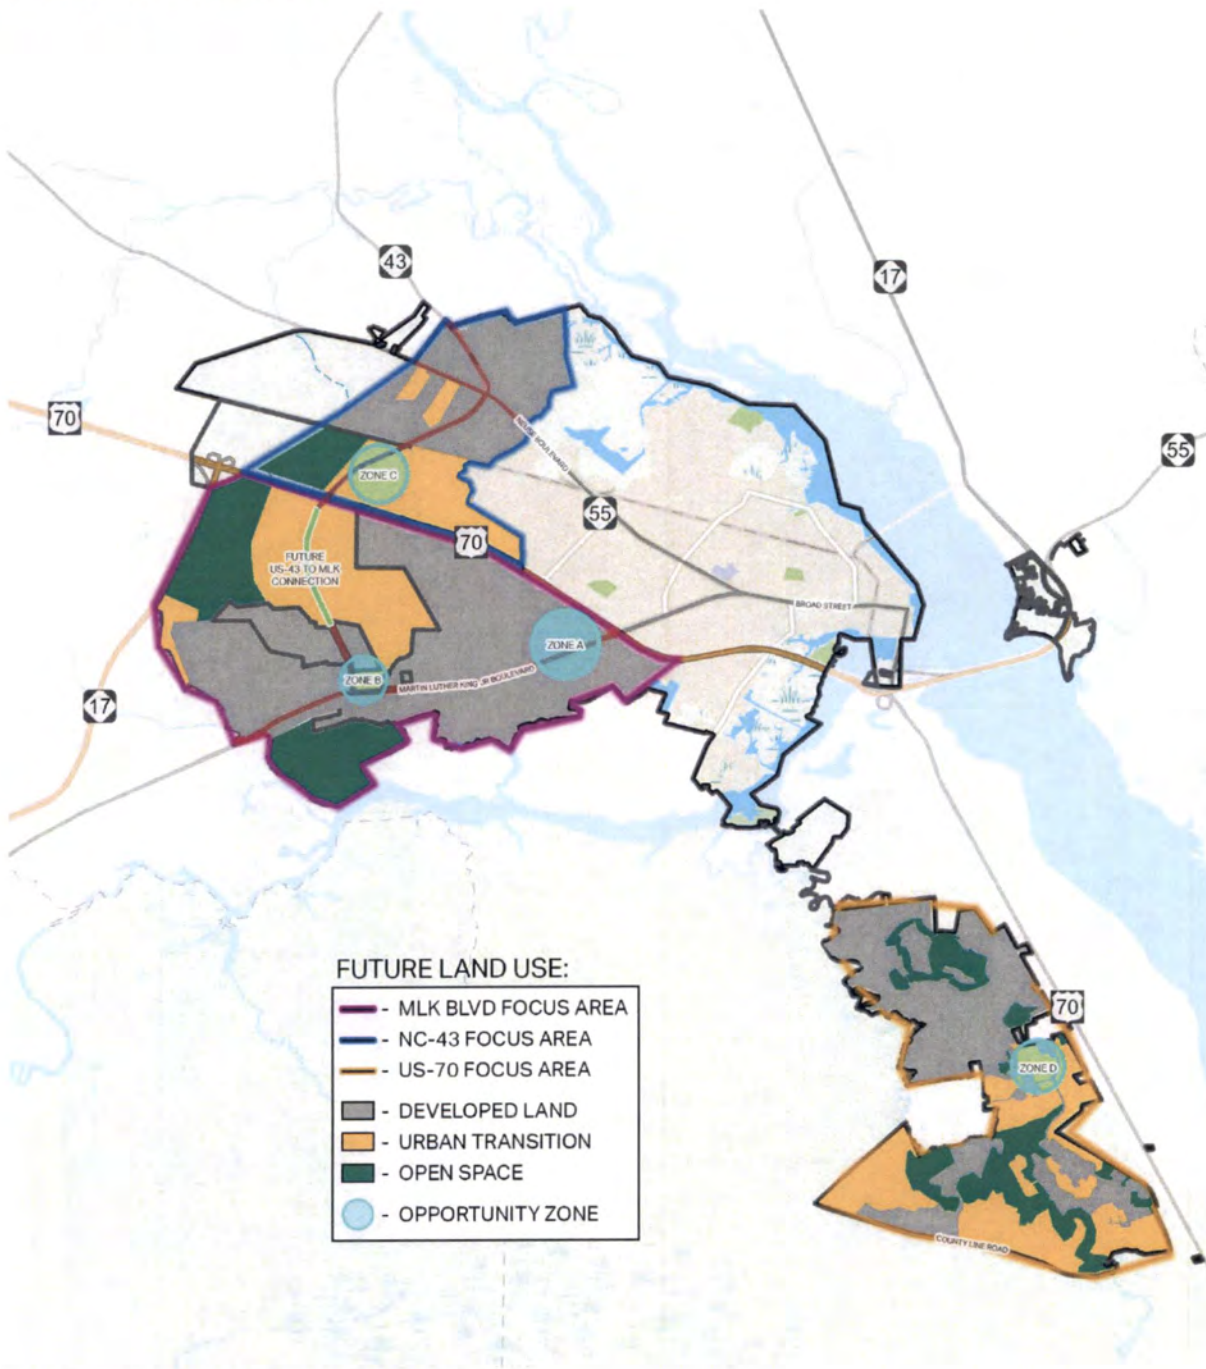 43
17
70
55
NEUSE BOULEVARD
ZONE C
55
70
FUTURE
US-43 TO MLK
CONNECTION
BROAD STREET
ZONE A
ZONE B
MARTIN LUTHER KING JR BOULEVARD
17
FUTURE LAND USE:
- MLK BLVD FOCUS AREA
- NC-43 FOCUS AREA
- US-70 FOCUS AREA
- DEVELOPED LAND
- URBAN TRANSITION
- OPEN SPACE
- OPPORTUNITY ZONE
70
ZONE D
COUNTY LINE ROAD